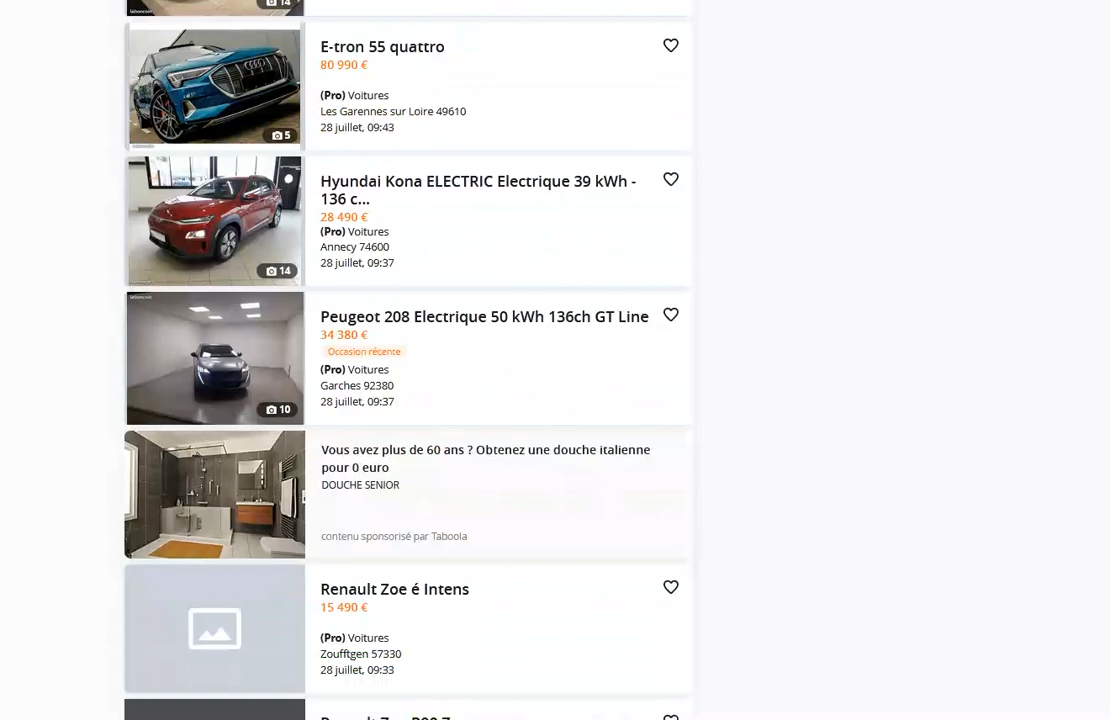 14
E-tron 55 quattro
80 990 €
(Pro) Voitures
Les Garennes sur Loire 49610
28 juillet, 09:43
5
Hyundai Kona ELECTRIC Electrique 39 kWh -
136 c...
28 490 €
(Pro) Voitures
Annecy 74600
28 juillet, 09:37
14
Peugeot 208 Electrique 50 kWh 136ch GT Line
34 380 €
Occasion récente
(Pro) Voitures
Garches 92380
28 juillet, 09:37
10
Vous avez plus de 60 ans ? Obtenez une douche italienne
pour 0 euro
DOUCHE SENIOR
contenu sponsorisé par Taboola
Renault Zoe é Intens
15 490 €
(Pro) Voitures
Zoufftgen 57330
28 juillet, 09:33